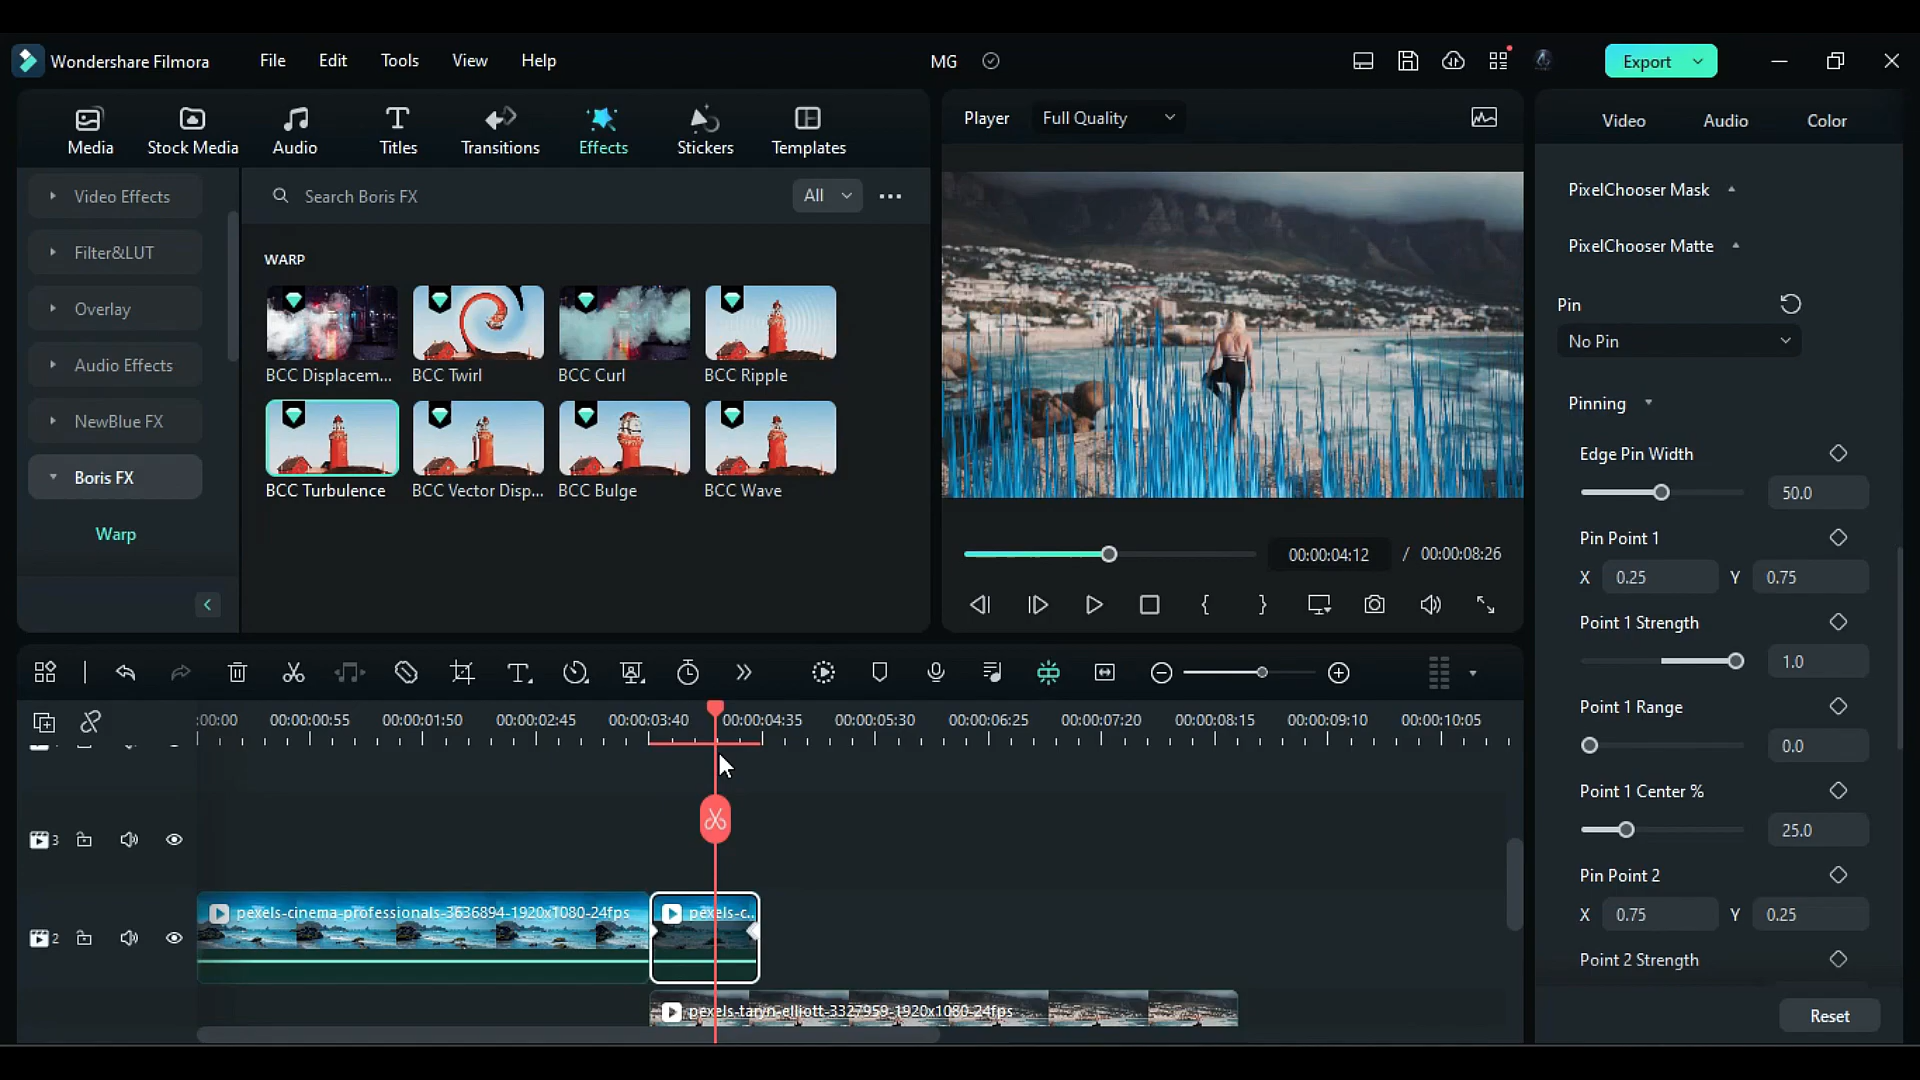 Wondershare Filmora
File
Edit
Tools
View
Help
MG
Export
Media
Stock Media
Audio
Titles
Transitions
Effects
Stickers
Templates
Video Effects
Filter&LUT
Overlay
Audio Effects
NewBlue FX
Boris FX
Warp
Search Boris FX
All
WARP
BCC Displacem...
BCC Twirl
BCC Curl
BCC Ripple
BCC Turbulence
BCC Vector Disp...
BCC Bulge
BCC Wave
Player
Full Quality
00:00:04:12 / 00:00:08:26
Video
Audio
Color
PixelChooser Mask
PixelChooser Matte
Pin
No Pin
Pinning
Edge Pin Width
50.0
Pin Point 1
X 0.25 Y 0.75
Point 1 Strength
1.0
Point 1 Range
0.0
Point 1 Center %
25.0
Pin Point 2
X 0.75 Y 0.25
Point 2 Strength
Reset
:00:00
00:00:00:55
00:00:01:50
00:00:02:45
00:00:03:40
00:00:04:35
00:00:05:30
00:00:06:25
00:00:07:20
00:00:08:15
00:00:09:10
00:00:10:05
3
2
pexels-cinema-professionals-3636894-1920x1080-24fps
pexels-c...
pexels-taryn-elliott-3327959-1920x1080-24fps